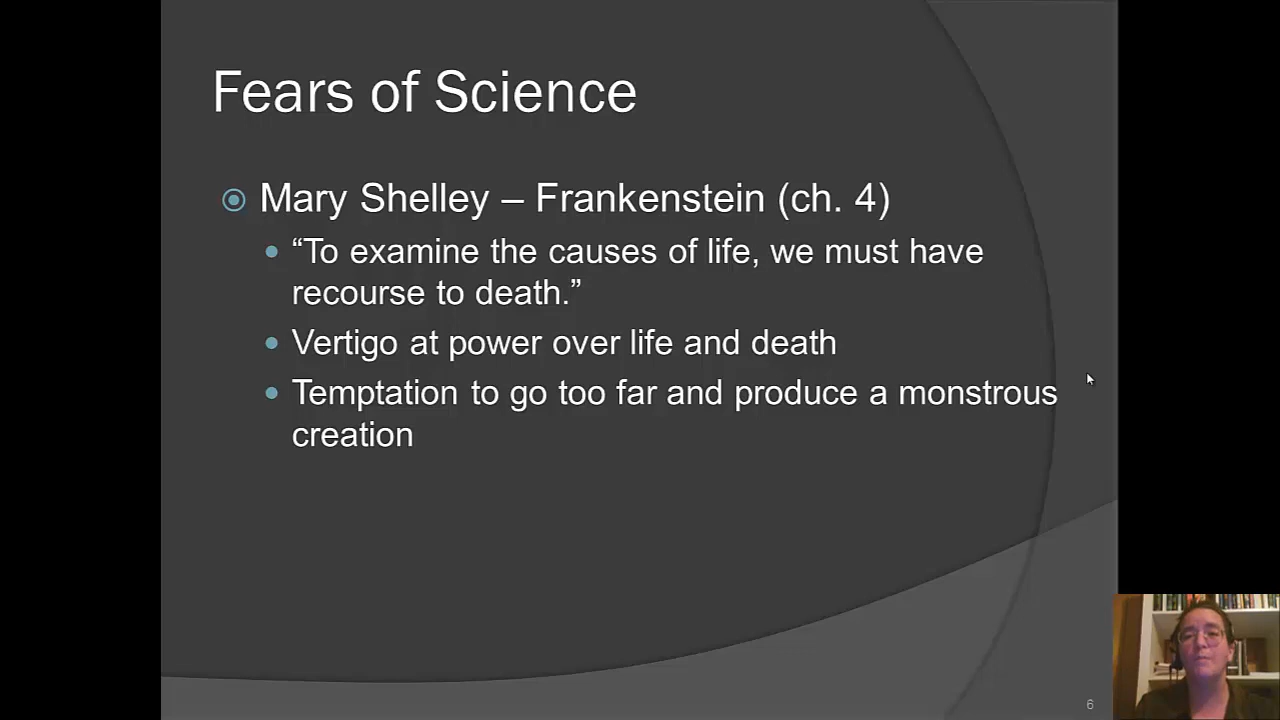 Fears of Science
Mary Shelley – Frankenstein (ch. 4)
“To examine the causes of life, we must have
recourse to death.”
Vertigo at power over life and death
Temptation to go too far and produce a monstrous
creation
6